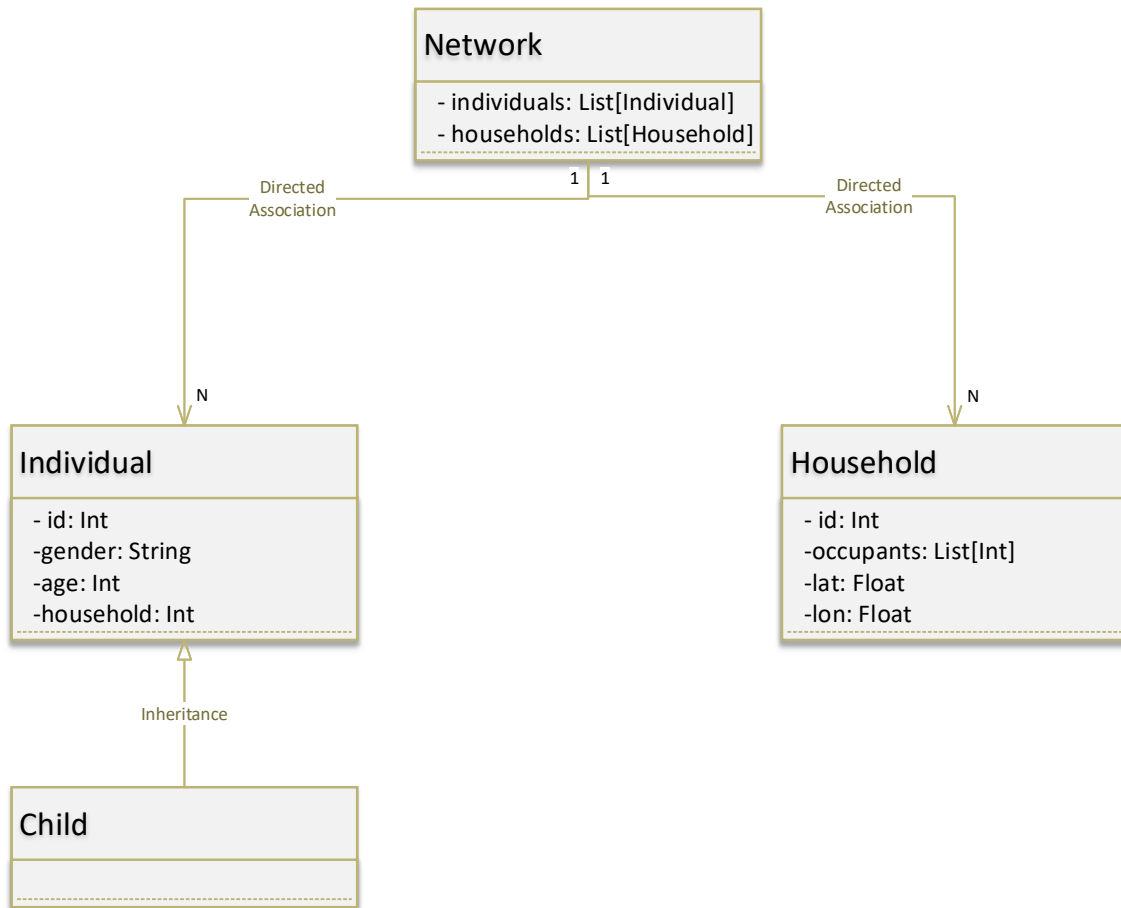 Network
- individuals: List[Individual]
- households: List[Household]
1
1
Directed
Association
Directed
Association
N
N
Individual
- id: Int
-gender: String
-age: Int
-household: Int
Household
- id: Int
-occupants: List[Int]
-lat: Float
-lon: Float
Inheritance
Child